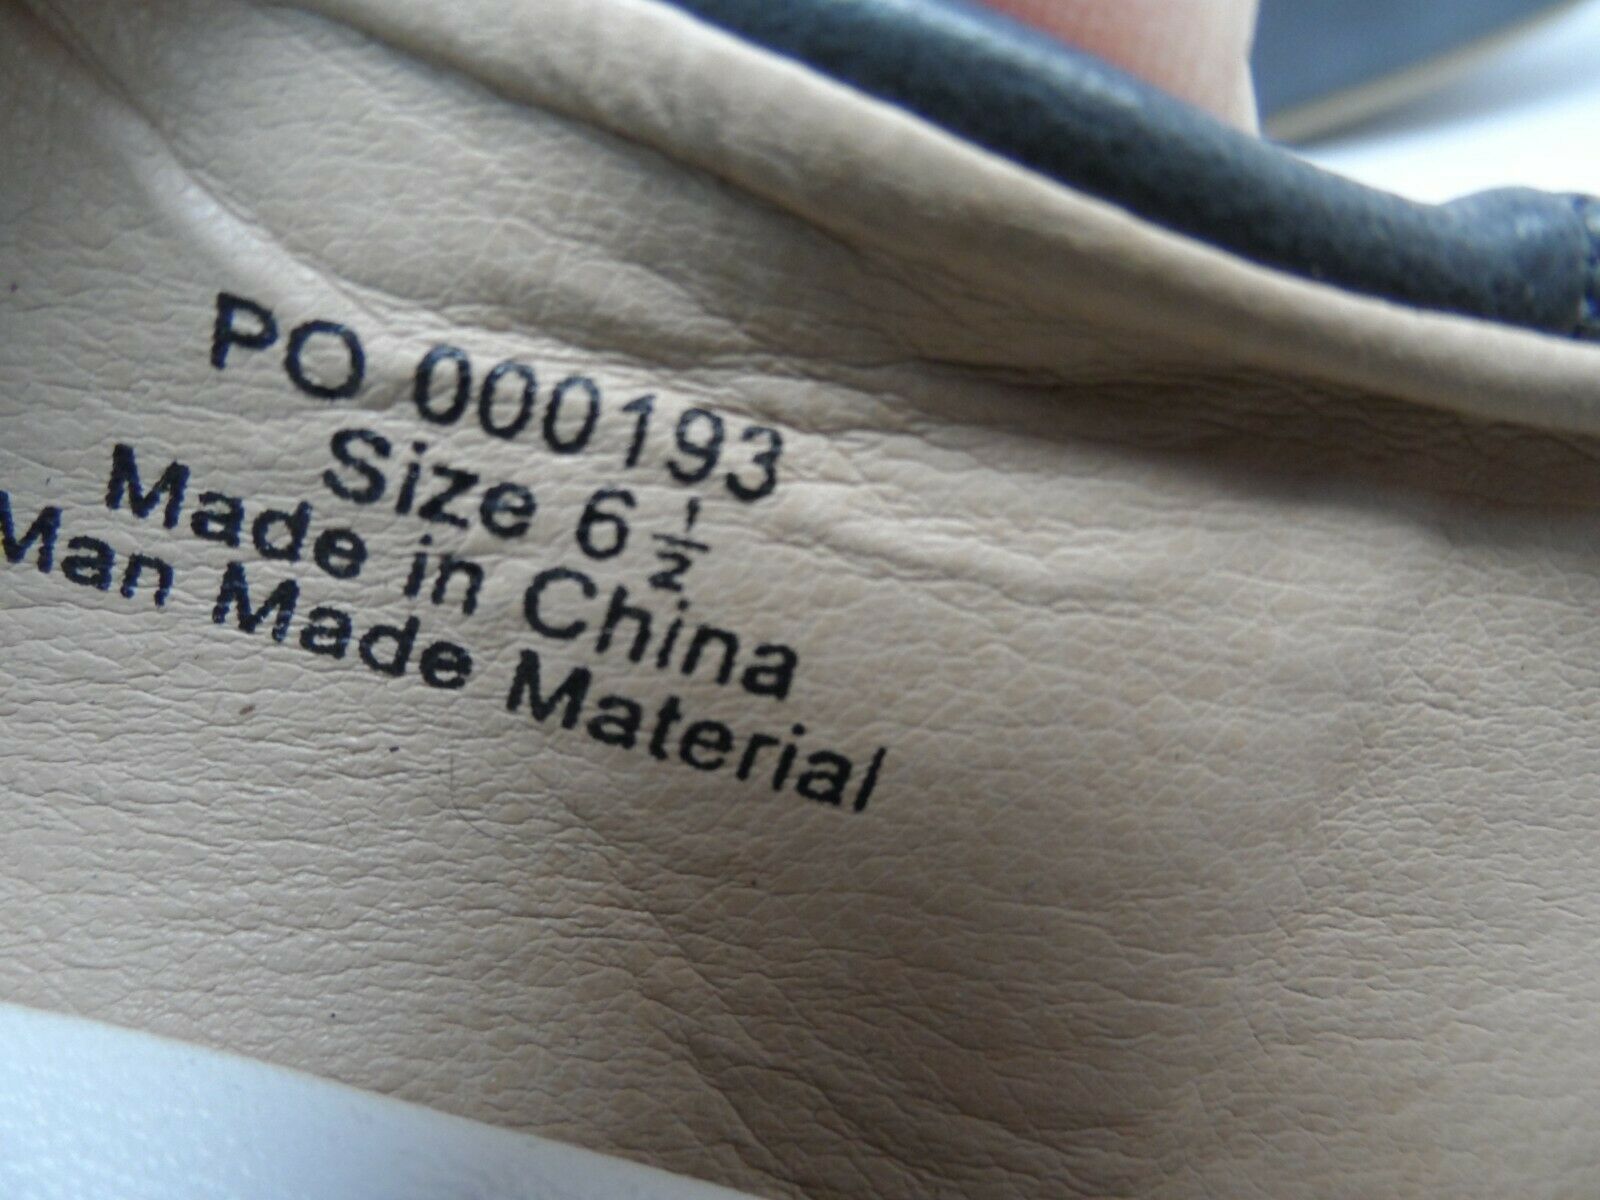 PO 000193
Size 6 ½
Made in China
Man Made Material